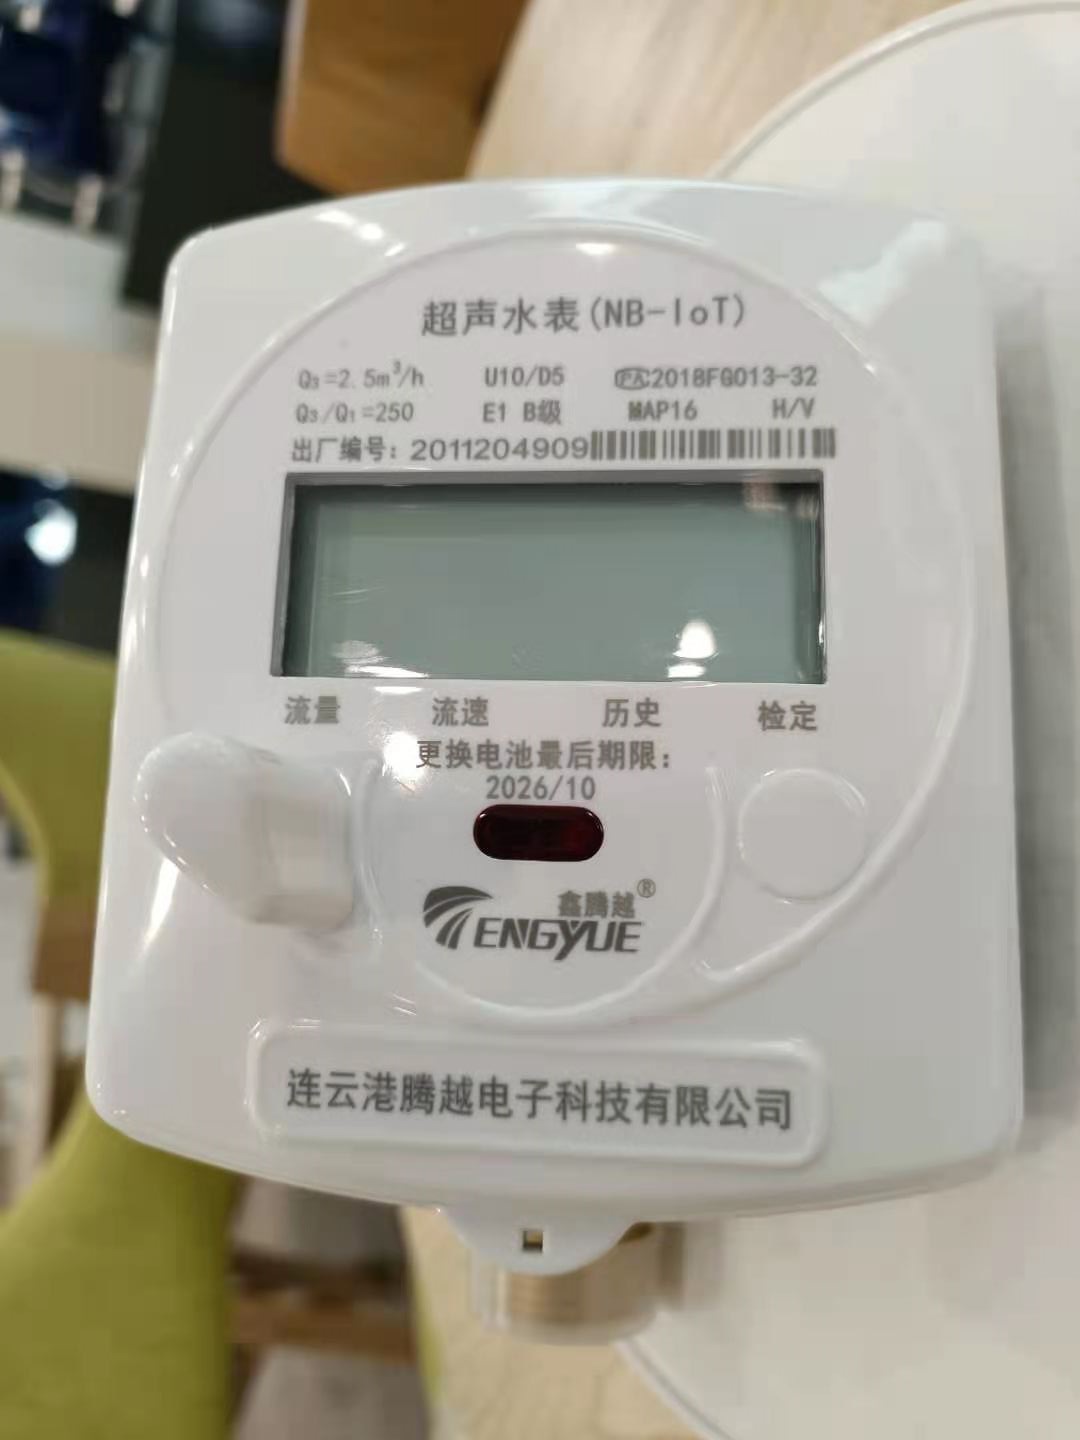 超声水表(NB-IoT)
Q₃=2.5m³/h U10/D5 PA2018FG013-32
Q₃/Q₁=250 E1 B级 MAP16 H/V
出厂编号: 2011204909
流量 流速 历史 检定
更换电池最后期限:
2026/10
鑫腾越®
TENGYUE
连云港腾越电子科技有限公司